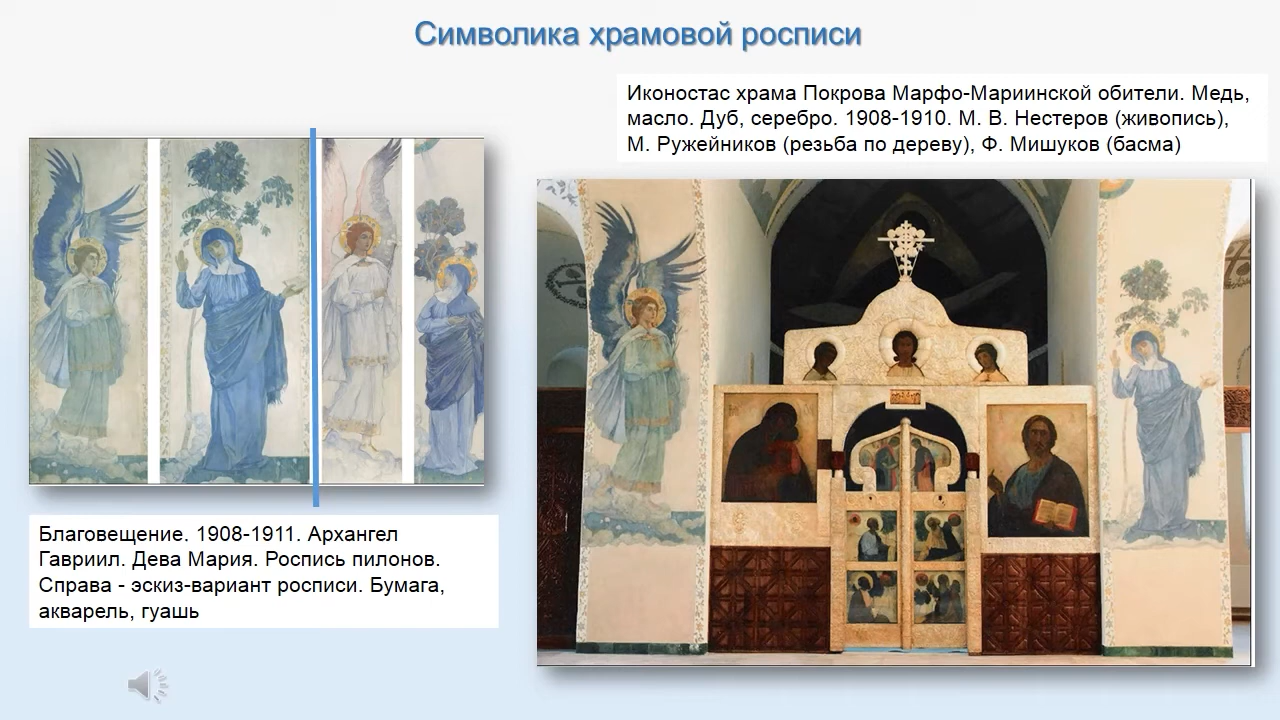 Символика храмовой росписи
Иконостас храма Покрова Марфо-Мариинской обители. Медь,
масло. Дуб, серебро. 1908-1910. М. В. Нестеров (живопись),
М. Ружейников (резьба по дереву), Ф. Мишуков (басма)
Благовещение. 1908-1911. Архангел
Гавриил. Дева Мария. Роспись пилонов.
Справа - эскиз-вариант росписи. Бумага,
акварель, гуашь